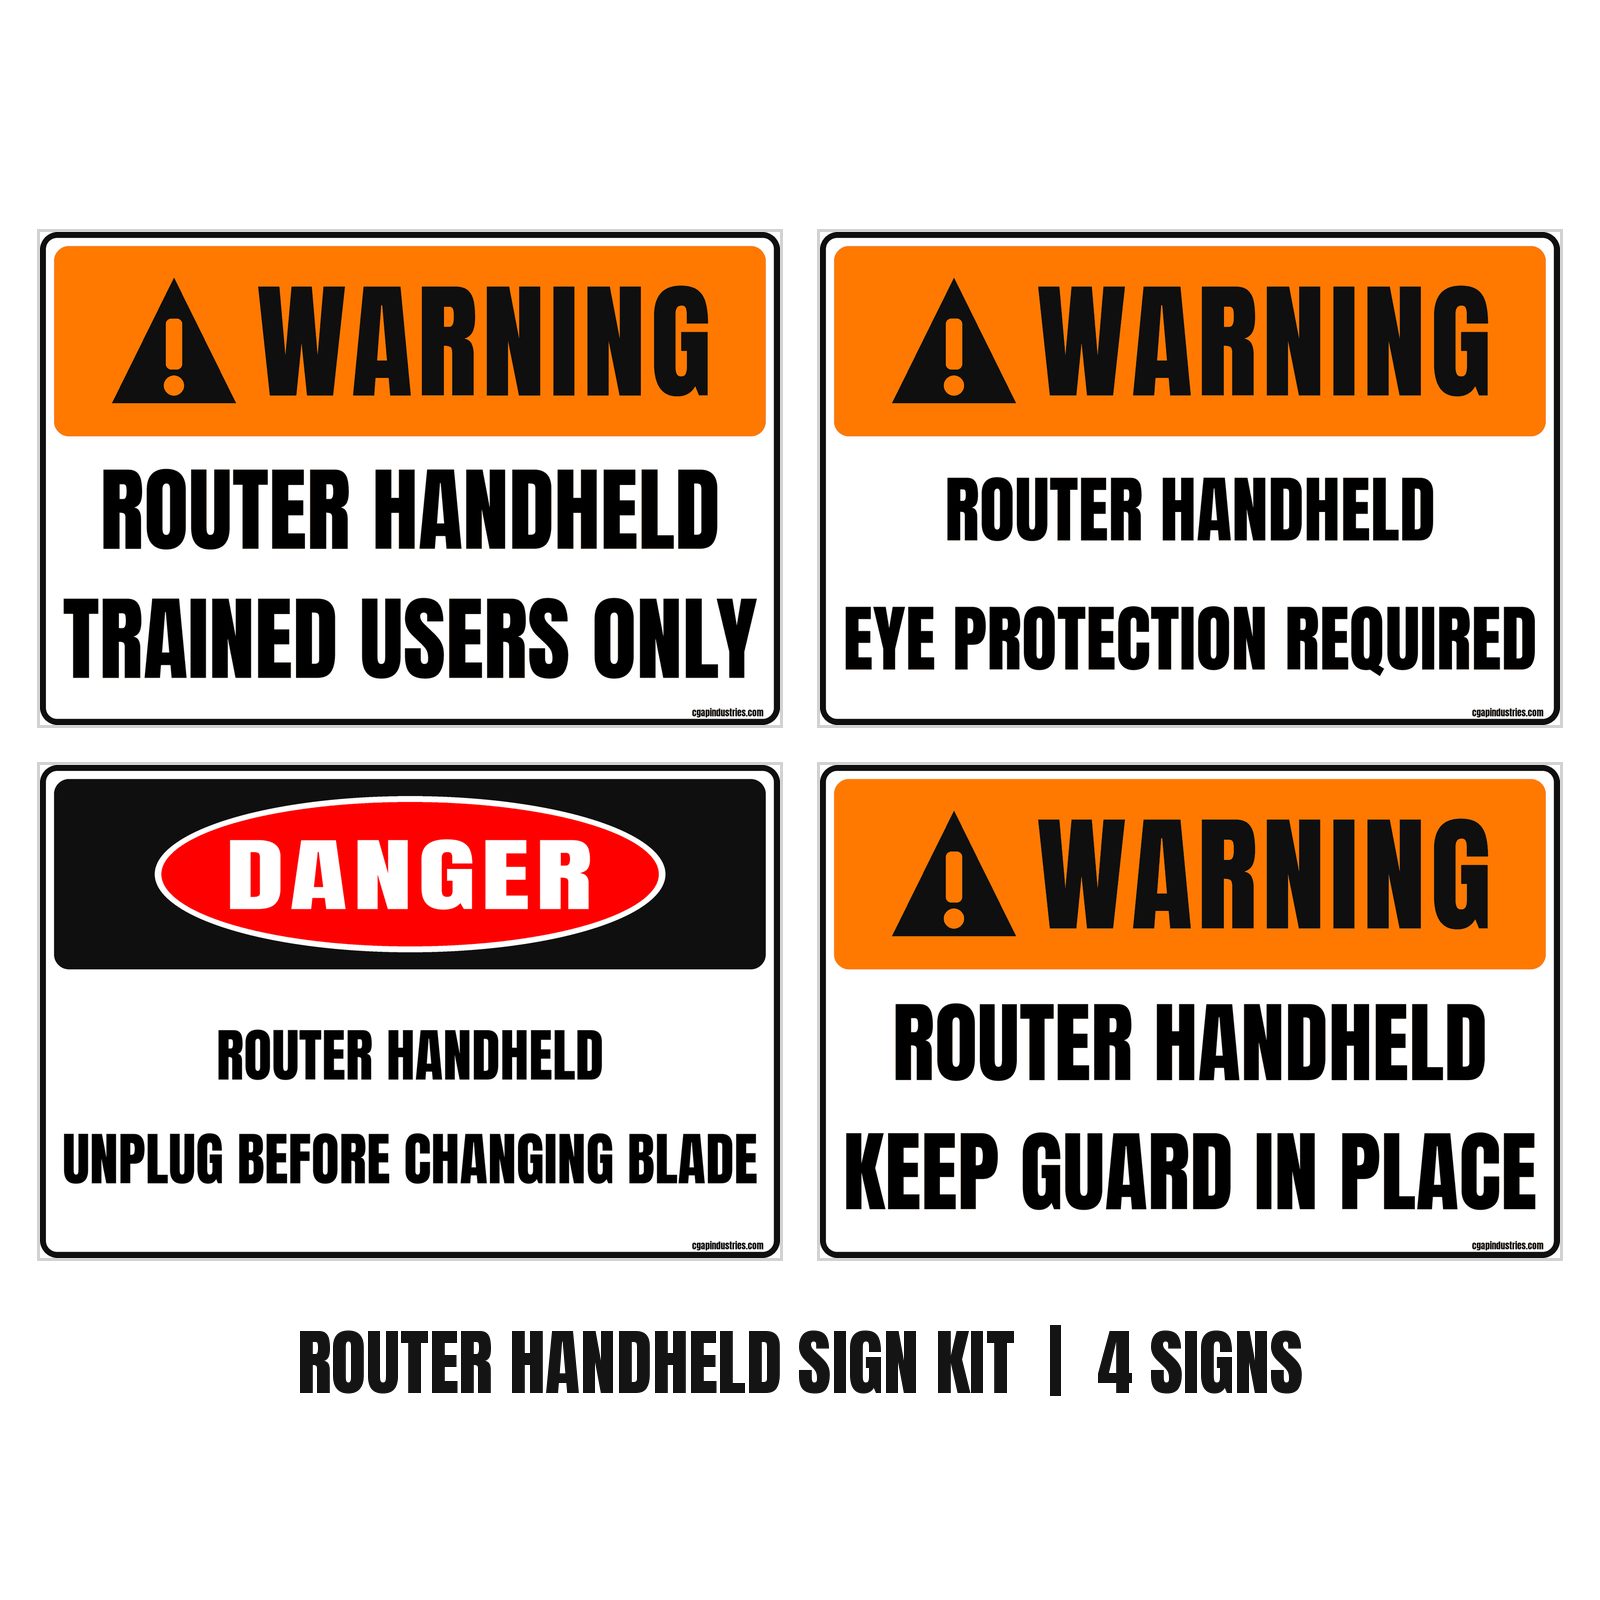 WARNING
ROUTER HANDHELD
TRAINED USERS ONLY
cgapindustries.com
WARNING
ROUTER HANDHELD
EYE PROTECTION REQUIRED
cgapindustries.com
DANGER
ROUTER HANDHELD
UNPLUG BEFORE CHANGING BLADE
cgapindustries.com
WARNING
ROUTER HANDHELD
KEEP GUARD IN PLACE
cgapindustries.com
ROUTER HANDHELD SIGN KIT | 4 SIGNS